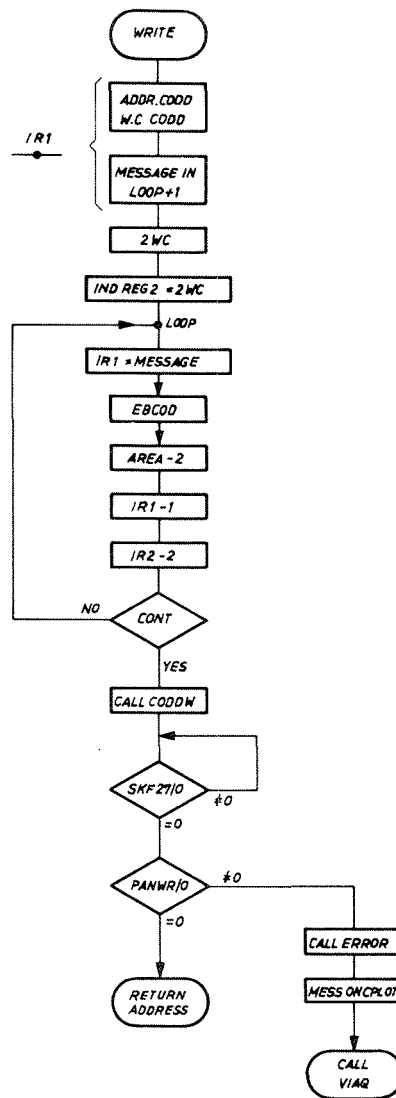 WRITE
IR1
ADDR.CODD
W.C CODD
MESSAGE IN
LOOP+1
2WC
IND REG2 = 2WC
LOOP
IR1 = MESSAGE
EBCOD
AREA-2
IR1-1
IR2-2
CONT
NO
YES
CALL CODDW
SKF27/0
≠0
=0
PANWR/0
≠0
=0
CALL ERROR
MESS ONCPLOT
RETURN
ADDRESS
CALL
VIAQ